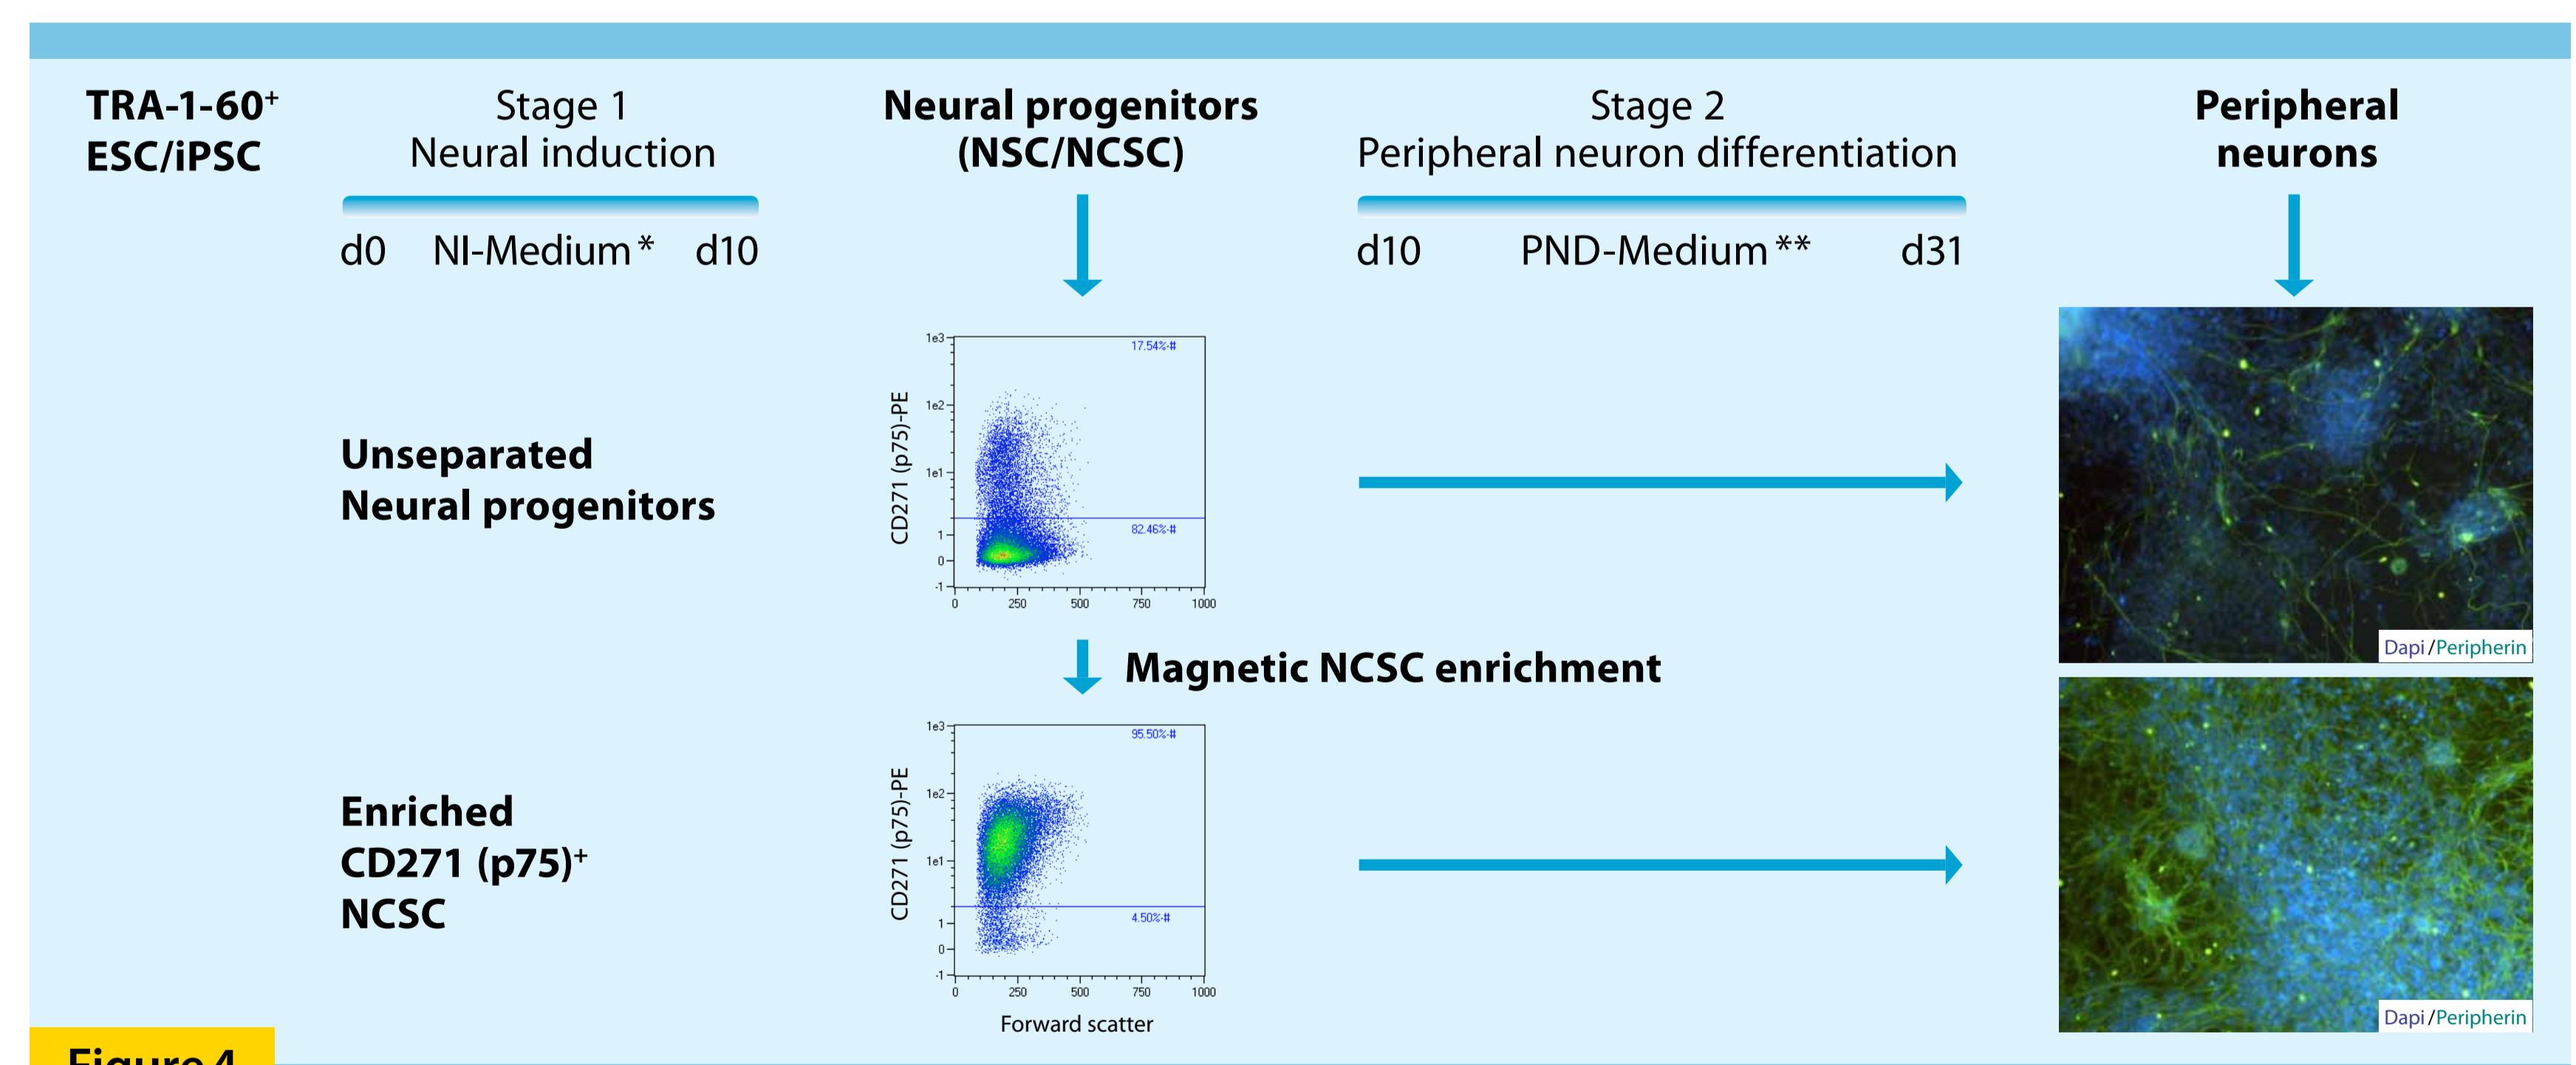 TRA-1-60+
ESC/iPSC
Stage 1
Neural induction
d0 NI-Medium * d10
Neural progenitors
(NSC/NCSC)
Stage 2
Peripheral neuron differentiation
d10 PND-Medium ** d31
Peripheral
neurons
Unseparated
Neural progenitors
CD271 (p75)-PE
1e3
1e2
1e1
1
0
-1
17.54%-#
82.46%-#
0 250 500 750 1000
Dapi/Peripherin
Magnetic NCSC enrichment
Enriched
CD271 (p75)+
NCSC
CD271 (p75)-PE
1e3
1e2
1e1
1
0
-1
95.50%-#
4.50%-#
0 250 500 750 1000
Forward scatter
Dapi/Peripherin
Figure 4